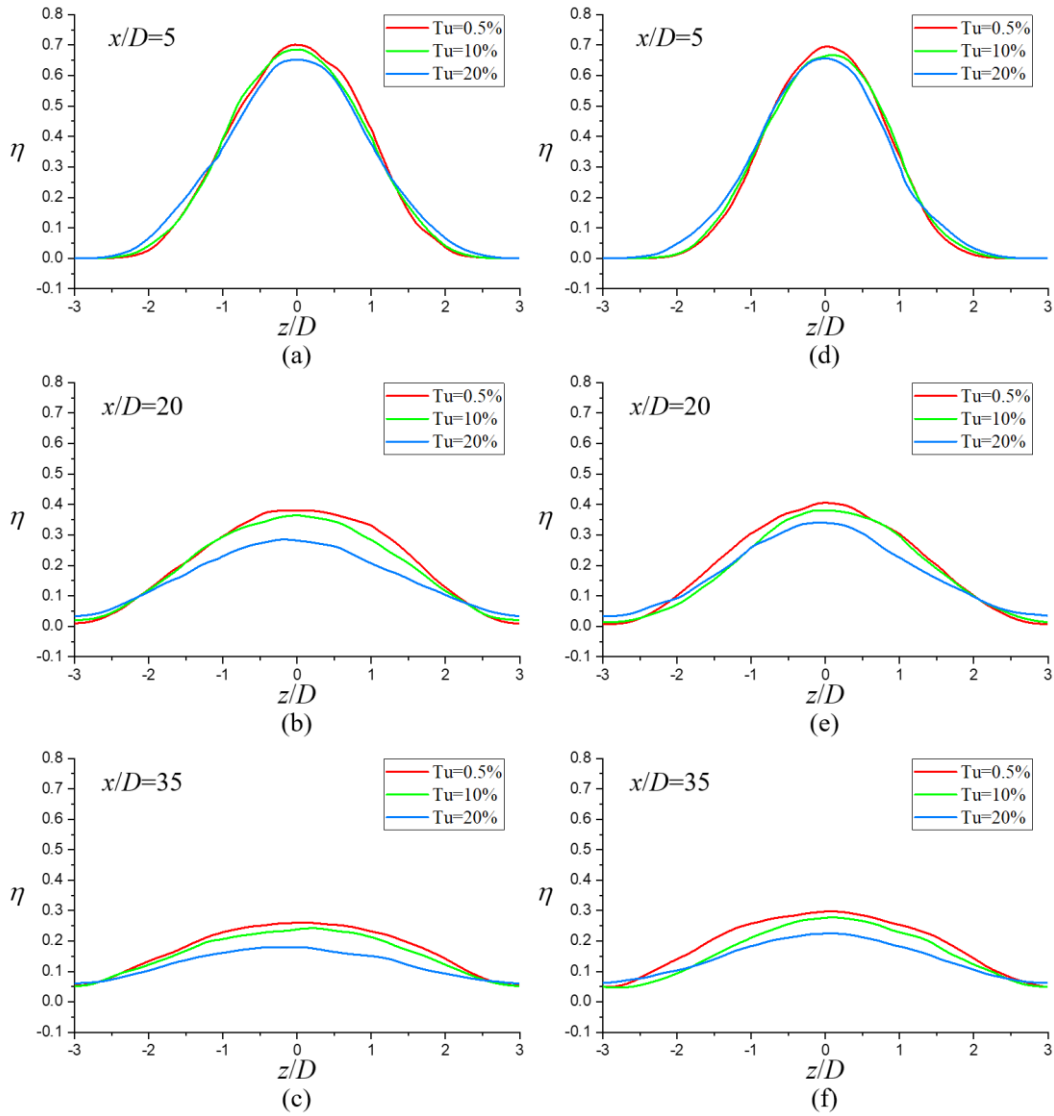 x/D=5
Tu=0.5%
Tu=10%
Tu=20%
0.8
0.7
0.6
0.5
0.4
0.3
0.2
0.1
0.0
-0.1
η
-3 -2 -1 0 1 2 3
z/D
(a)
x/D=5
Tu=0.5%
Tu=10%
Tu=20%
0.8
0.7
0.6
0.5
0.4
0.3
0.2
0.1
0.0
-0.1
η
-3 -2 -1 0 1 2 3
z/D
(d)
x/D=20
Tu=0.5%
Tu=10%
Tu=20%
0.8
0.7
0.6
0.5
0.4
0.3
0.2
0.1
0.0
-0.1
η
-3 -2 -1 0 1 2 3
z/D
(b)
x/D=20
Tu=0.5%
Tu=10%
Tu=20%
0.8
0.7
0.6
0.5
0.4
0.3
0.2
0.1
0.0
-0.1
η
-3 -2 -1 0 1 2 3
z/D
(e)
x/D=35
Tu=0.5%
Tu=10%
Tu=20%
0.8
0.7
0.6
0.5
0.4
0.3
0.2
0.1
0.0
-0.1
η
-3 -2 -1 0 1 2 3
z/D
(c)
x/D=35
Tu=0.5%
Tu=10%
Tu=20%
0.8
0.7
0.6
0.5
0.4
0.3
0.2
0.1
0.0
-0.1
η
-3 -2 -1 0 1 2 3
z/D
(f)